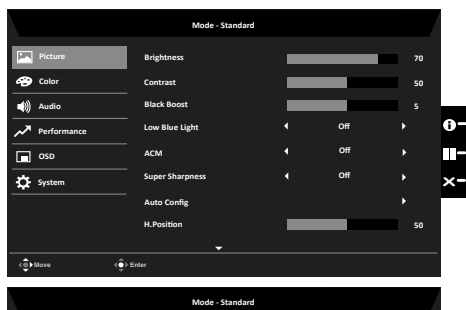 Mode - Standard
Picture
Color
Audio
Performance
OSD
System
Brightness 70
Contrast 50
Black Boost 5
Low Blue Light Off
ACM Off
Super Sharpness Off
Auto Config
H.Position 50
Move Enter
Mode - Standard